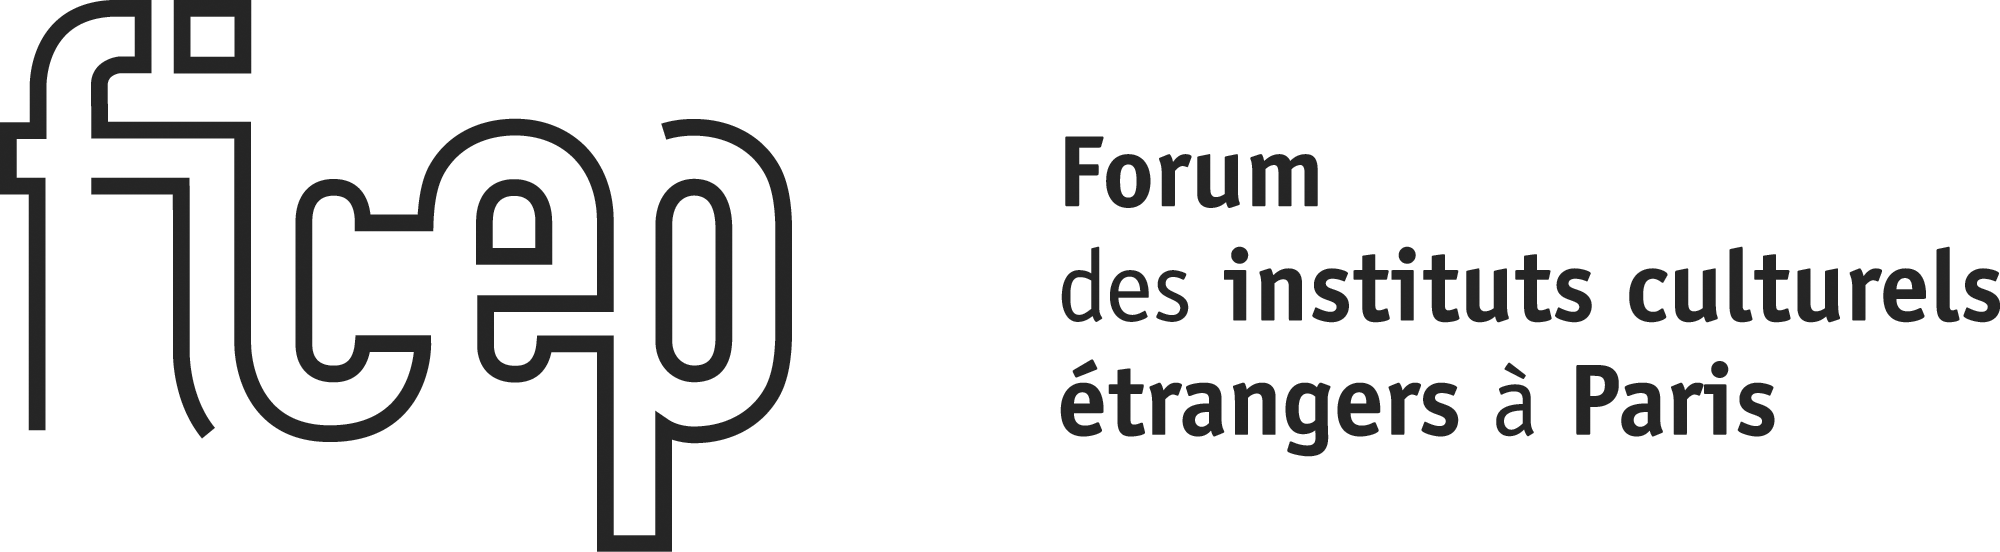 ficep
Forum
des instituts culturels
étrangers à Paris